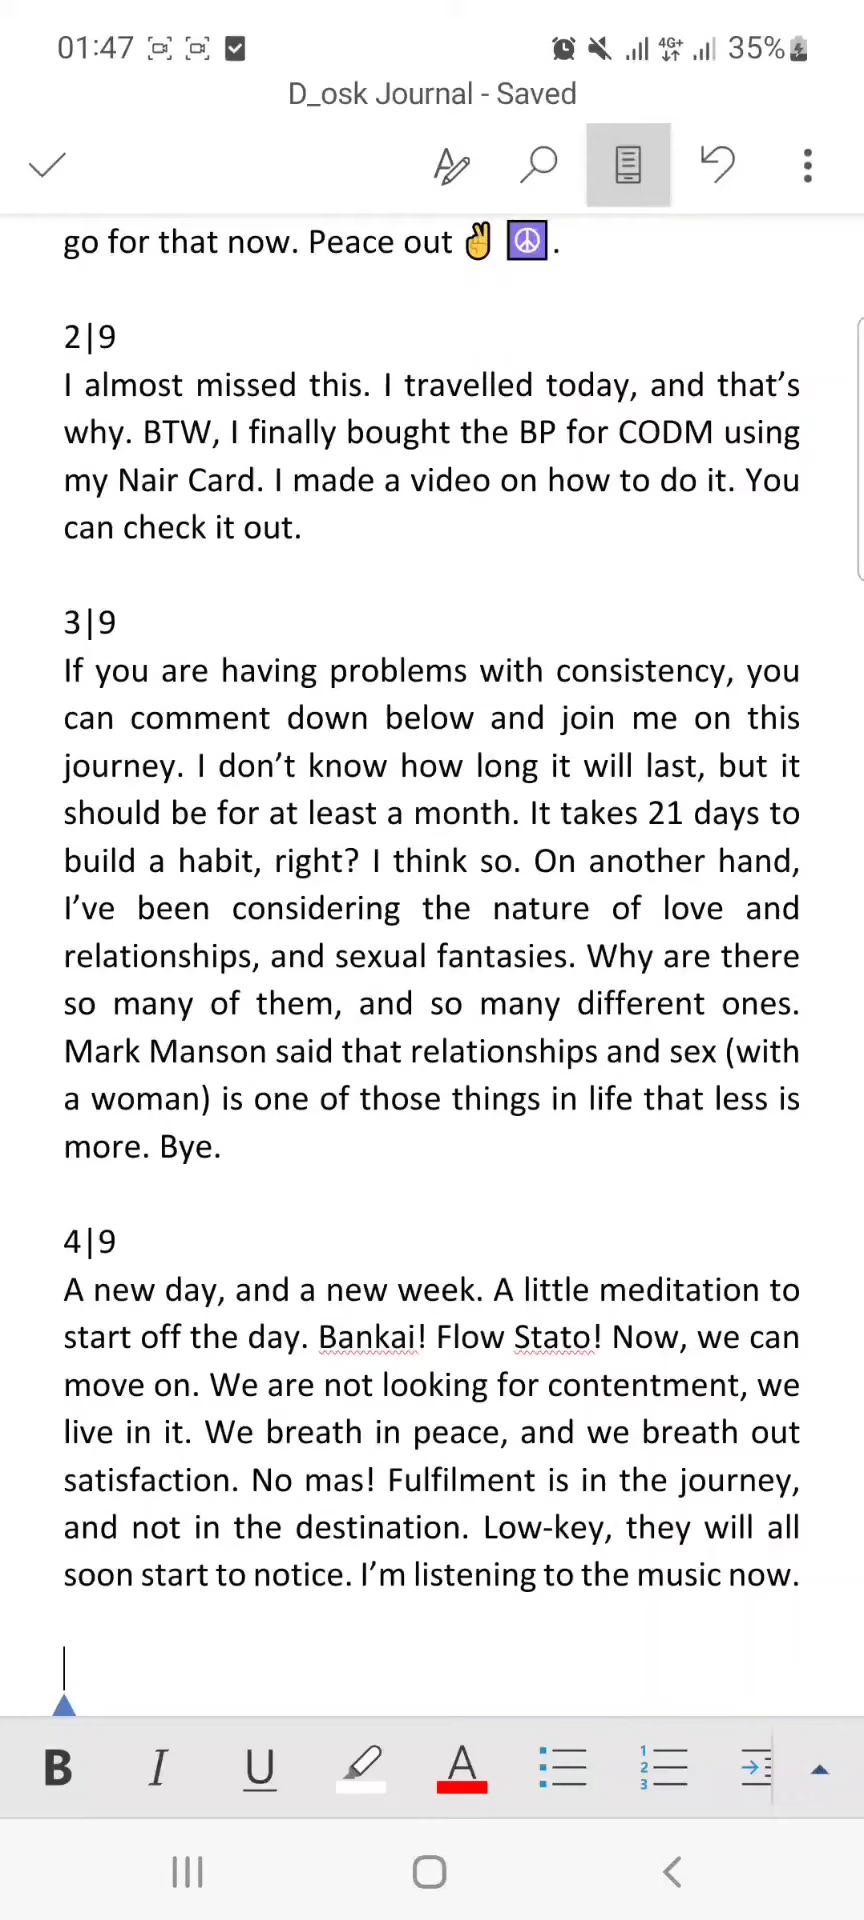 01:47 4G+ 35%
D_osk Journal - Saved
go for that now. Peace out ✌️ ☮️.
2|9
I almost missed this. I travelled today, and that’s
why. BTW, I finally bought the BP for CODM using
my Nair Card. I made a video on how to do it. You
can check it out.
3|9
If you are having problems with consistency, you
can comment down below and join me on this
journey. I don’t know how long it will last, but it
should be for at least a month. It takes 21 days to
build a habit, right? I think so. On another hand,
I’ve been considering the nature of love and
relationships, and sexual fantasies. Why are there
so many of them, and so many different ones.
Mark Manson said that relationships and sex (with
a woman) is one of those things in life that less is
more. Bye.
4|9
A new day, and a new week. A little meditation to
start off the day. Bankai! Flow Stato! Now, we can
move on. We are not looking for contentment, we
live in it. We breath in peace, and we breath out
satisfaction. No mas! Fulfilment is in the journey,
and not in the destination. Low-key, they will all
soon start to notice. I’m listening to the music now.
B I U A 1 2 3